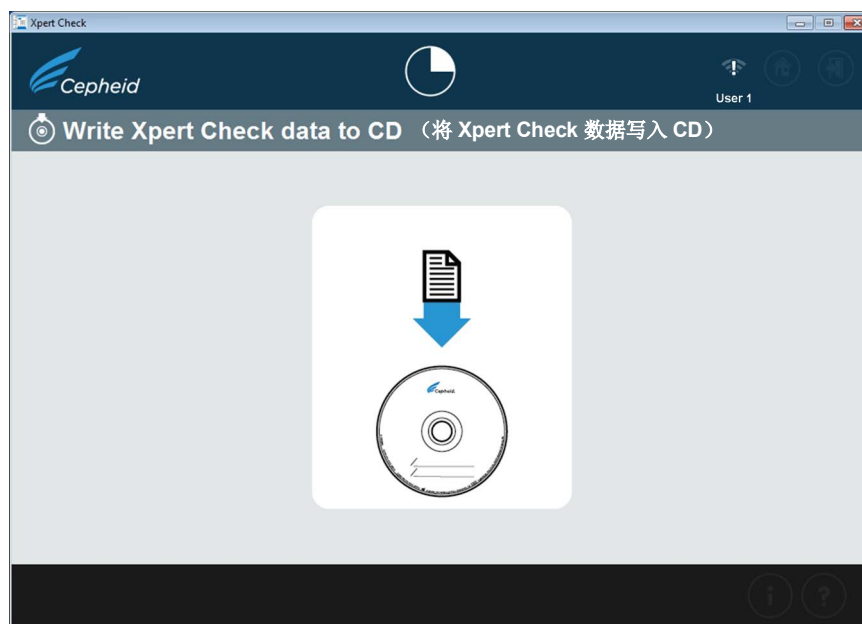 Xpert Check
Cepheid
User 1
Write Xpert Check data to CD （将 Xpert Check 数据写入 CD）
Cepheid
i ?